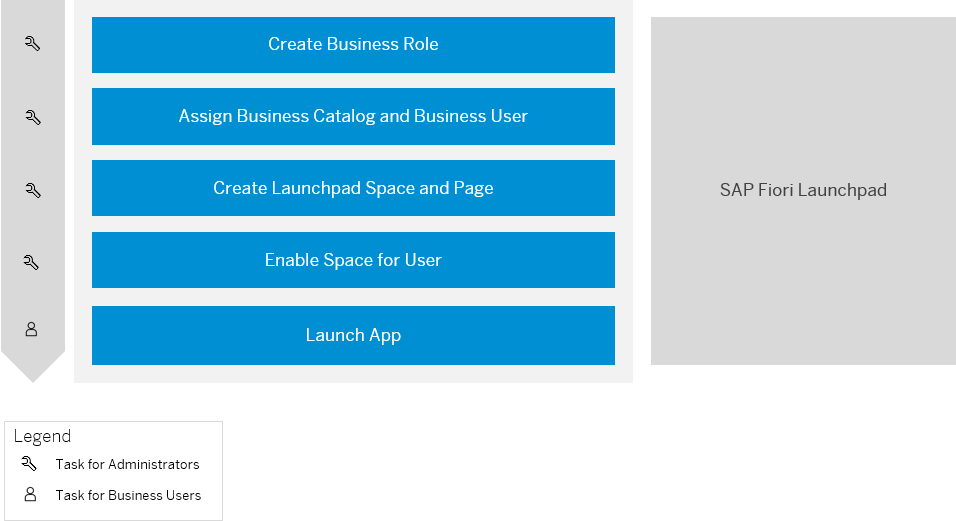 Create Business Role
Assign Business Catalog and Business User
Create Launchpad Space and Page
Enable Space for User
Launch App
SAP Fiori Launchpad
Legend
Task for Administrators
Task for Business Users